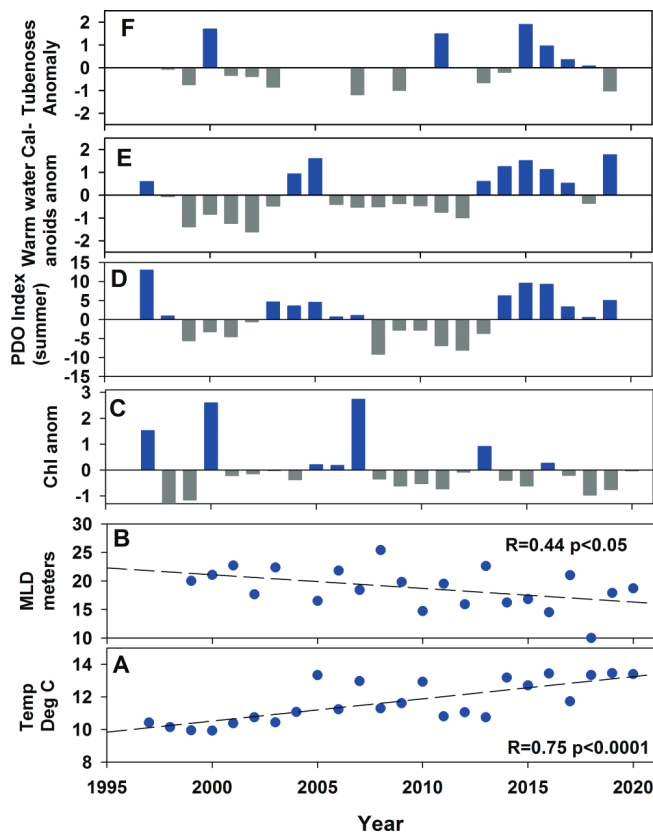 F
Tubenoses
Anomaly
2
1
0
-1
-2
E
Warm water Cal-
anoids anom
2
1
0
-1
-2
D
PDO Index
(summer)
15
10
5
0
-5
-10
-15
C
Chl anom
3
2
1
0
-1
B
MLD
meters
30
25
20
15
10
R=0.44 p<0.05
A
Temp
Deg C
14
12
10
8
R=0.75 p<0.0001
1995 2000 2005 2010 2015 2020
Year